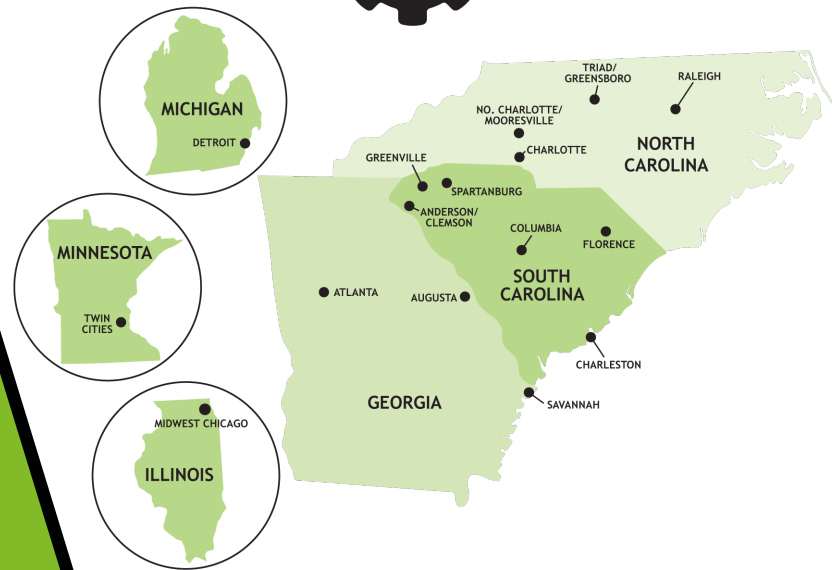 MICHIGAN
DETROIT
MINNESOTA
TWIN
CITIES
MIDWEST CHICAGO
ILLINOIS
TRIAD/
GREENSBORO
RALEIGH
NO. CHARLOTTE/
MOORESVILLE
CHARLOTTE
NORTH
CAROLINA
GREENVILLE
SPARTANBURG
ANDERSON/
CLEMSON
COLUMBIA
FLORENCE
SOUTH
CAROLINA
ATLANTA
AUGUSTA
CHARLESTON
GEORGIA
SAVANNAH